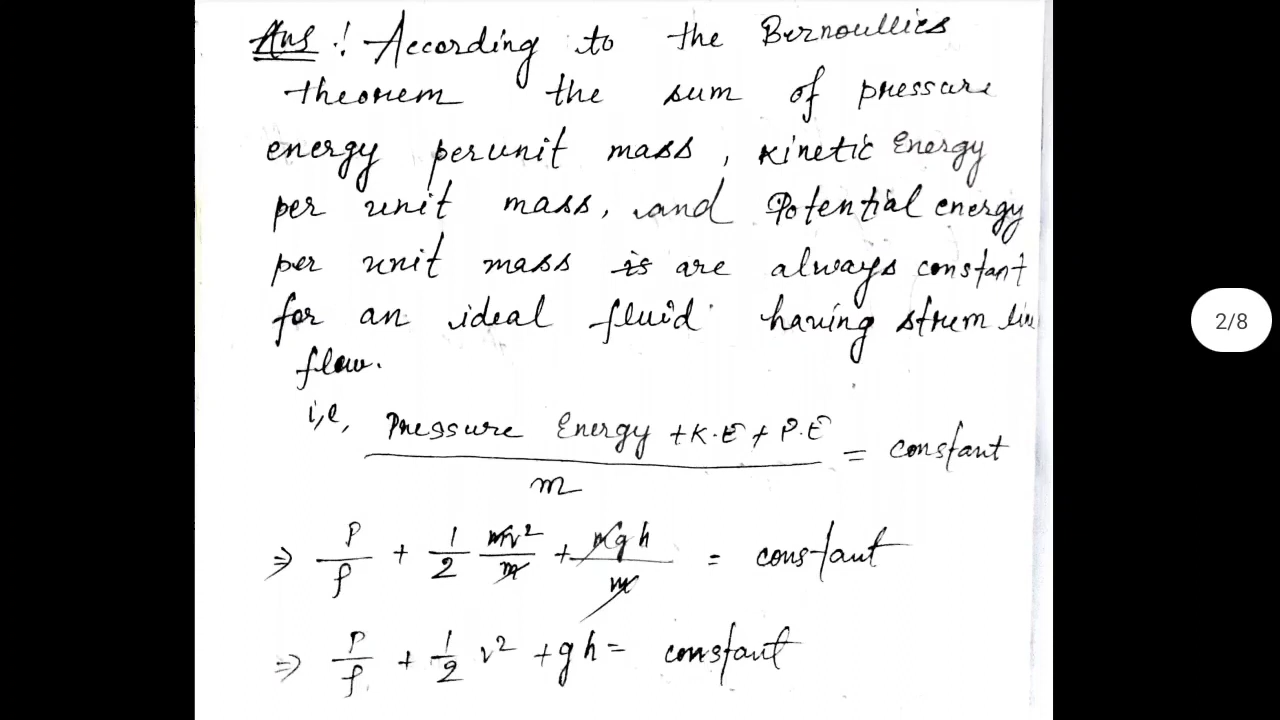 Ans :! According to the Bernoullies
theorem the sum of pressure
energy per unit mass, Kinetic Energy
per unit mass, and Potential energy
per unit mass is are always constant
for an ideal fluid having strem lin
flow.
i,e, Pressure Energy + K.E + P.E / m = constant
⇒ P/ρ + 1/2 mv²/m + mgh/m = constant
⇒ P/ρ + 1/2 v² + gh = constant
2/8